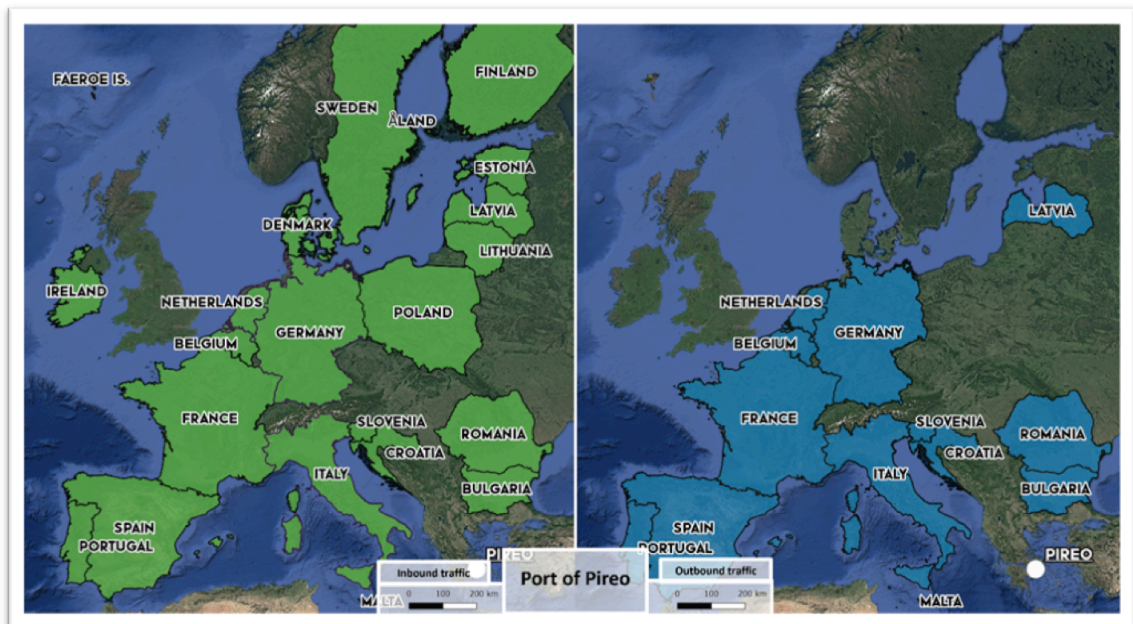 FAEROE IS.
FINLAND
SWEDEN
ÅLAND
ESTONIA
LATVIA
DENMARK
LITHUANIA
IRELAND
NETHERLANDS
POLAND
GERMANY
BELGIUM
FRANCE
SLOVENIA
ROMANIA
CROATIA
ITALY
BULGARIA
SPAIN
PORTUGAL
PIREO
MALTA
Inbound traffic
0 100 200 km
Port of Pireo
LATVIA
NETHERLANDS
GERMANY
BELGIUM
FRANCE
SLOVENIA
ROMANIA
CROATIA
ITALY
BULGARIA
SPAIN
PORTUGAL
PIREO
MALTA
Outbound traffic
0 100 200 km